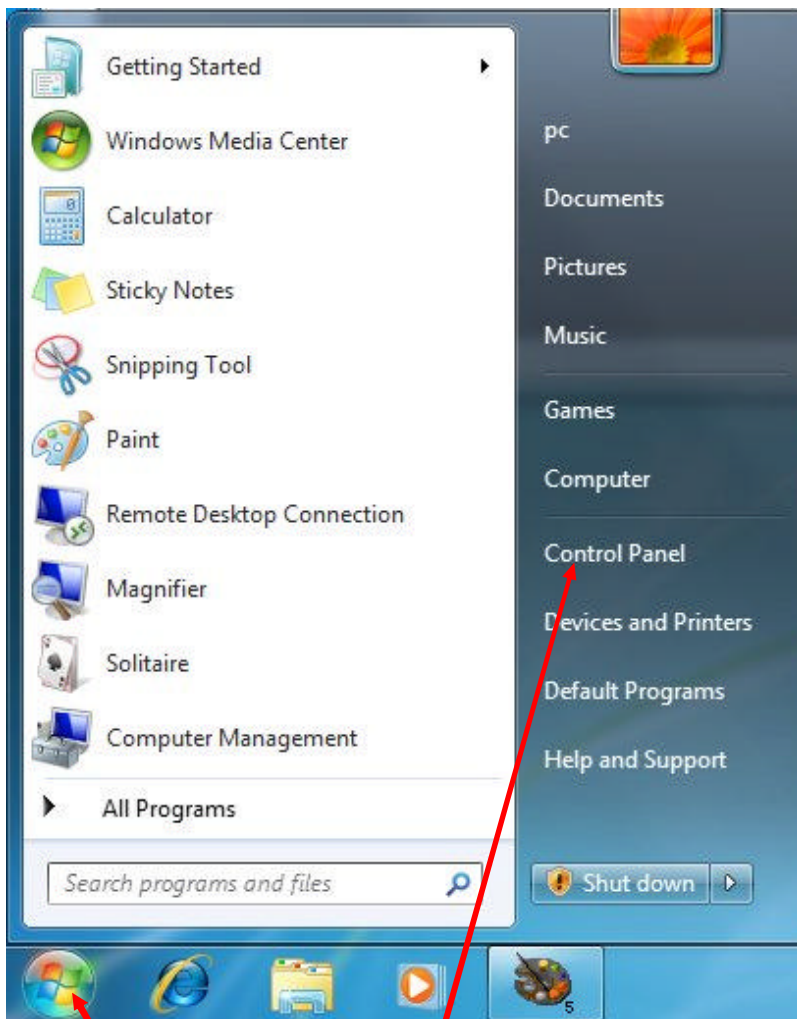 Getting Started
Windows Media Center
Calculator
Sticky Notes
Snipping Tool
Paint
Remote Desktop Connection
Magnifier
Solitaire
Computer Management
All Programs
Search programs and files
pc
Documents
Pictures
Music
Games
Computer
Control Panel
Devices and Printers
Default Programs
Help and Support
Shut down
5